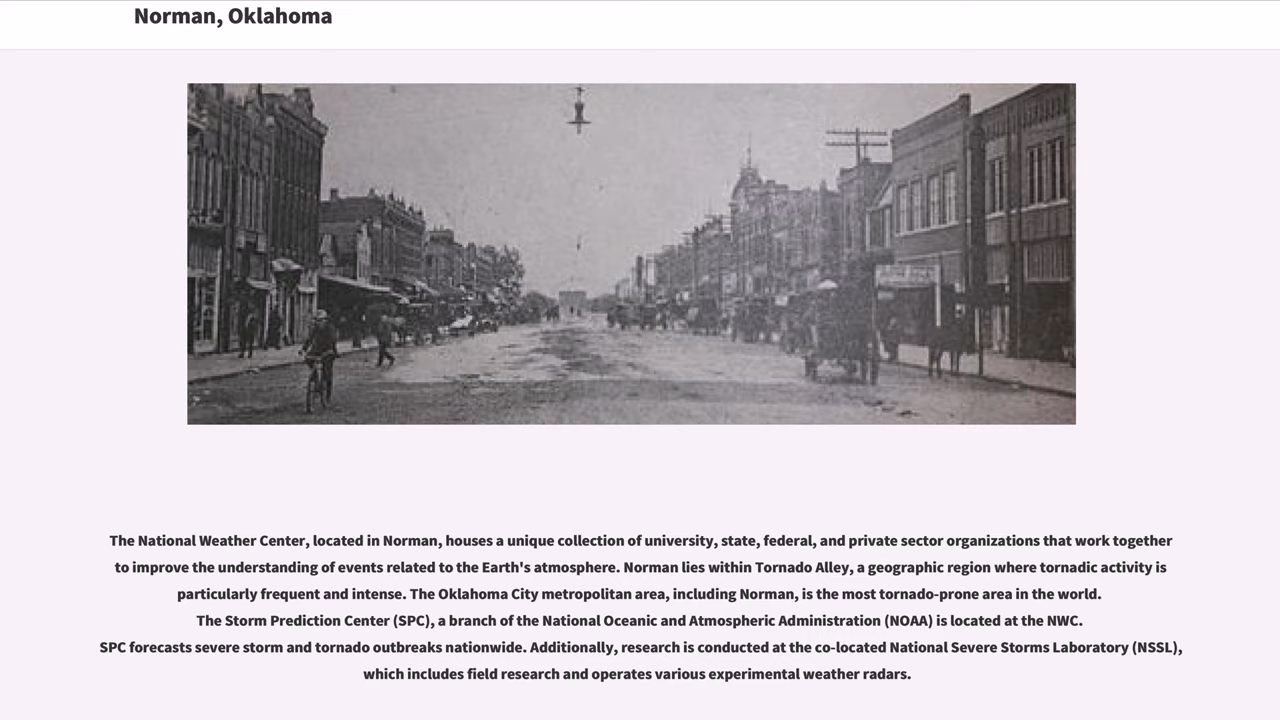 Norman, Oklahoma
The National Weather Center, located in Norman, houses a unique collection of university, state, federal, and private sector organizations that work together
to improve the understanding of events related to the Earth's atmosphere. Norman lies within Tornado Alley, a geographic region where tornadic activity is
particularly frequent and intense. The Oklahoma City metropolitan area, including Norman, is the most tornado-prone area in the world.
The Storm Prediction Center (SPC), a branch of the National Oceanic and Atmospheric Administration (NOAA) is located at the NWC.
SPC forecasts severe storm and tornado outbreaks nationwide. Additionally, research is conducted at the co-located National Severe Storms Laboratory (NSSL),
which includes field research and operates various experimental weather radars.